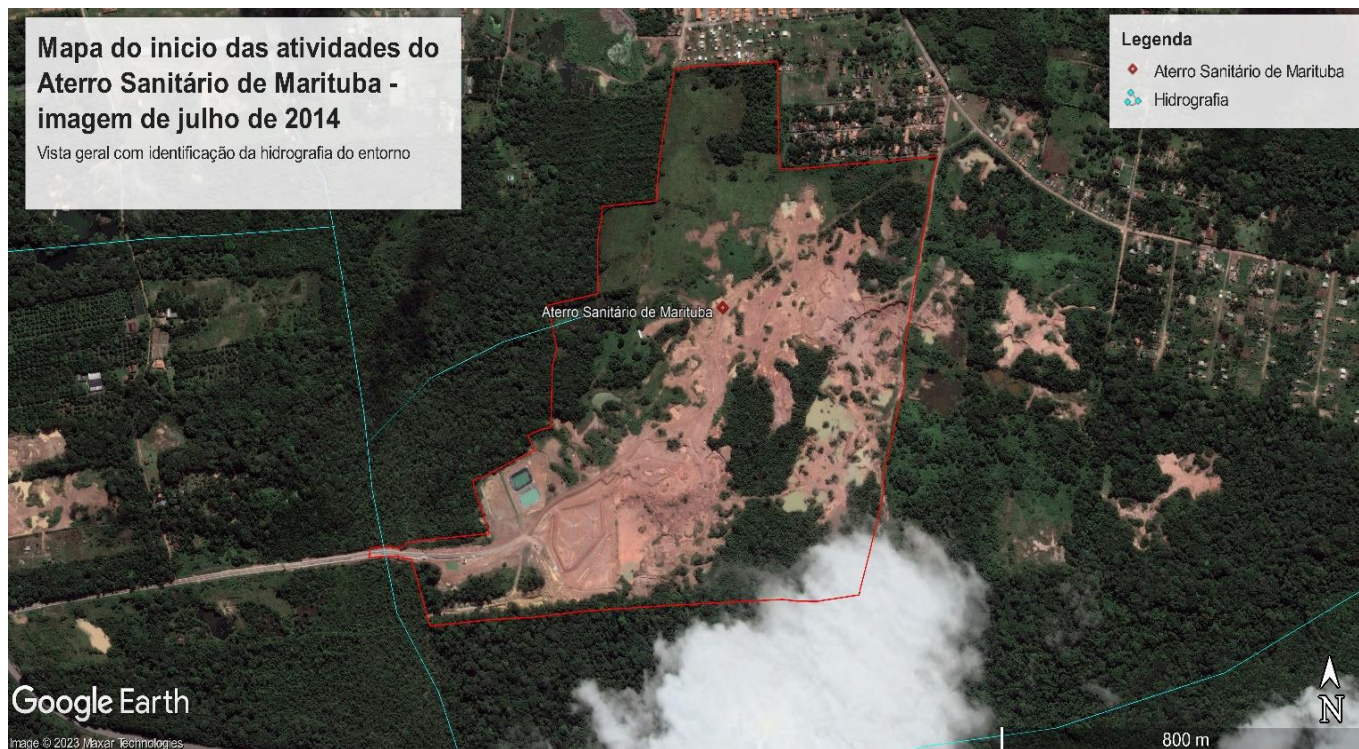 Mapa do inicio das atividades do
Aterro Sanitário de Marituba -
imagem de julho de 2014
Vista geral com identificação da hidrografia do entorno
Legenda
Aterro Sanitário de Marituba
Hidrografia
Aterro Sanitário de Marituba
Google Earth
Image © 2023 Maxar Technologies
N
800 m